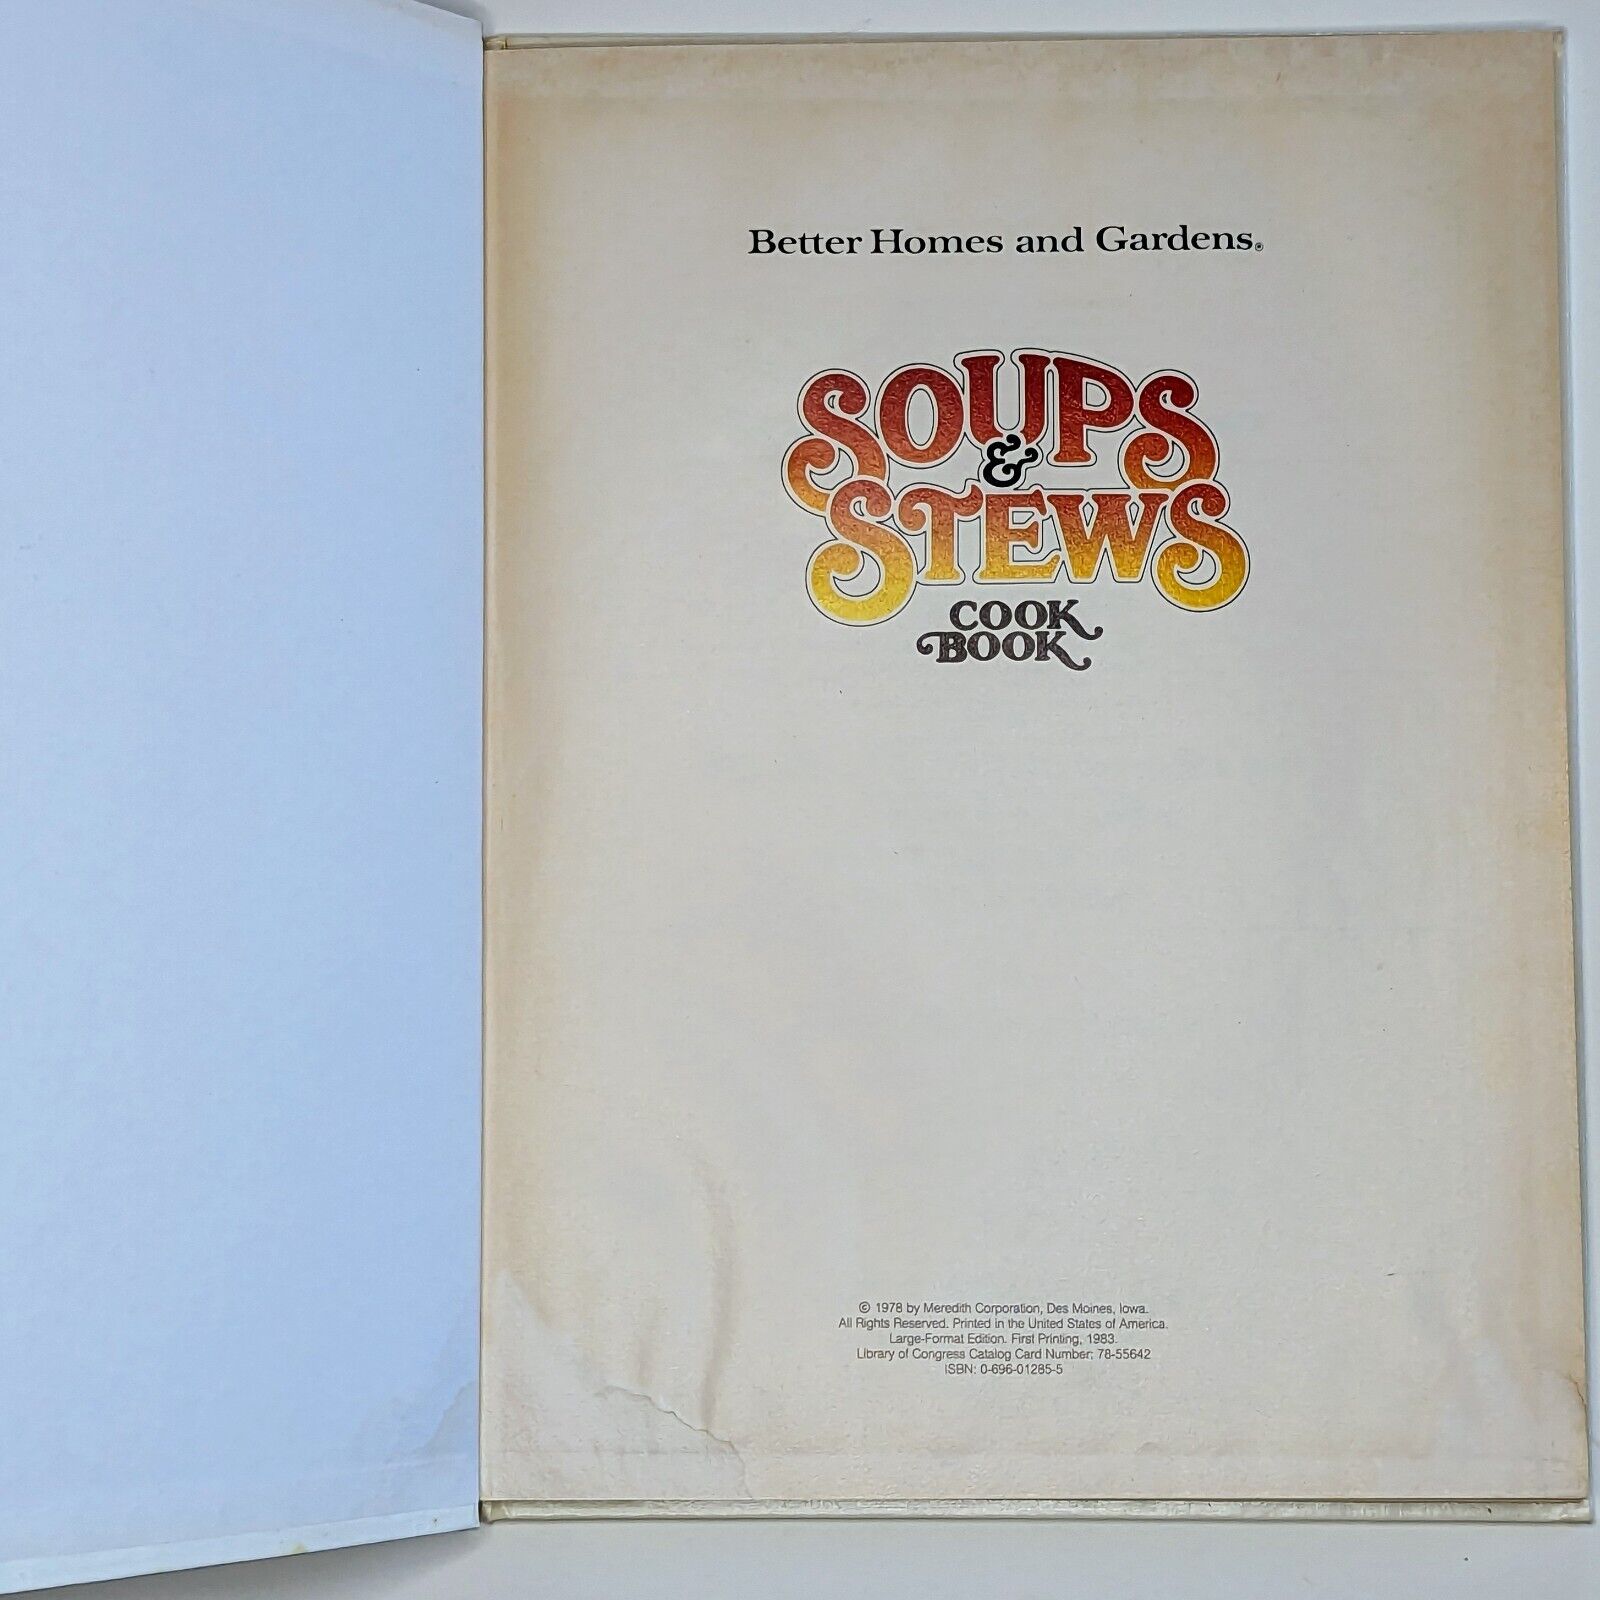 Better Homes and Gardens®
SOUPS
&
STEWS
COOK
BOOK
© 1978 by Meredith Corporation, Des Moines, Iowa.
All Rights Reserved. Printed in the United States of America.
Large-Format Edition. First Printing, 1983.
Library of Congress Catalog Card Number: 78-55642
ISBN: 0-696-01285-5